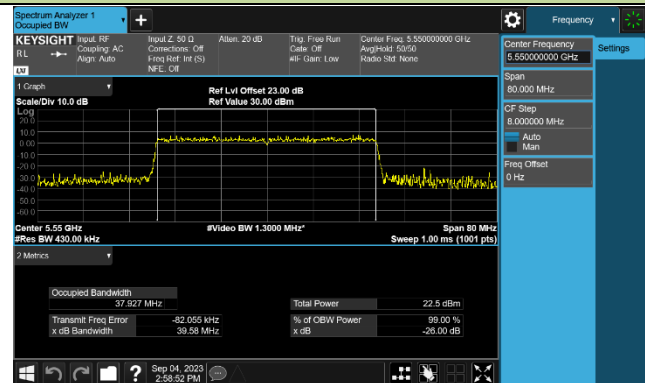 Spectrum Analyzer 1
Occupied BW
Frequency
KEYSIGHT
RL
LXI
Input: RF
Coupling: AC
Align: Auto
Input Z: 50 Ω
Corrections: Off
Freq Ref: Int (S)
NFE: Off
Atten: 20 dB
Trig: Free Run
Gate: Off
#IF Gain: Low
Center Freq: 5.550000000 GHz
Avg|Hold: 50/50
Radio Std: None
Center Frequency
5.550000000 GHz
Settings
Span
80.000 MHz
CF Step
8.000000 MHz
Auto
Man
Freq Offset
0 Hz
1 Graph
Scale/Div 10.0 dB
Ref Lvl Offset 23.00 dB
Ref Value 30.00 dBm
Log
20.0
10.0
0.00
-10.0
-20.0
-30.0
-40.0
-50.0
-60.0
Center 5.55 GHz
#Video BW 1.3000 MHz*
Span 80 MHz
#Res BW 430.00 kHz
Sweep 1.00 ms (1001 pts)
2 Metrics
Occupied Bandwidth
37.927 MHz
Total Power
22.5 dBm
Transmit Freq Error
-82.055 kHz
% of OBW Power
99.00 %
x dB Bandwidth
39.58 MHz
x dB
-26.00 dB
?
Sep 04, 2023
2:58:52 PM